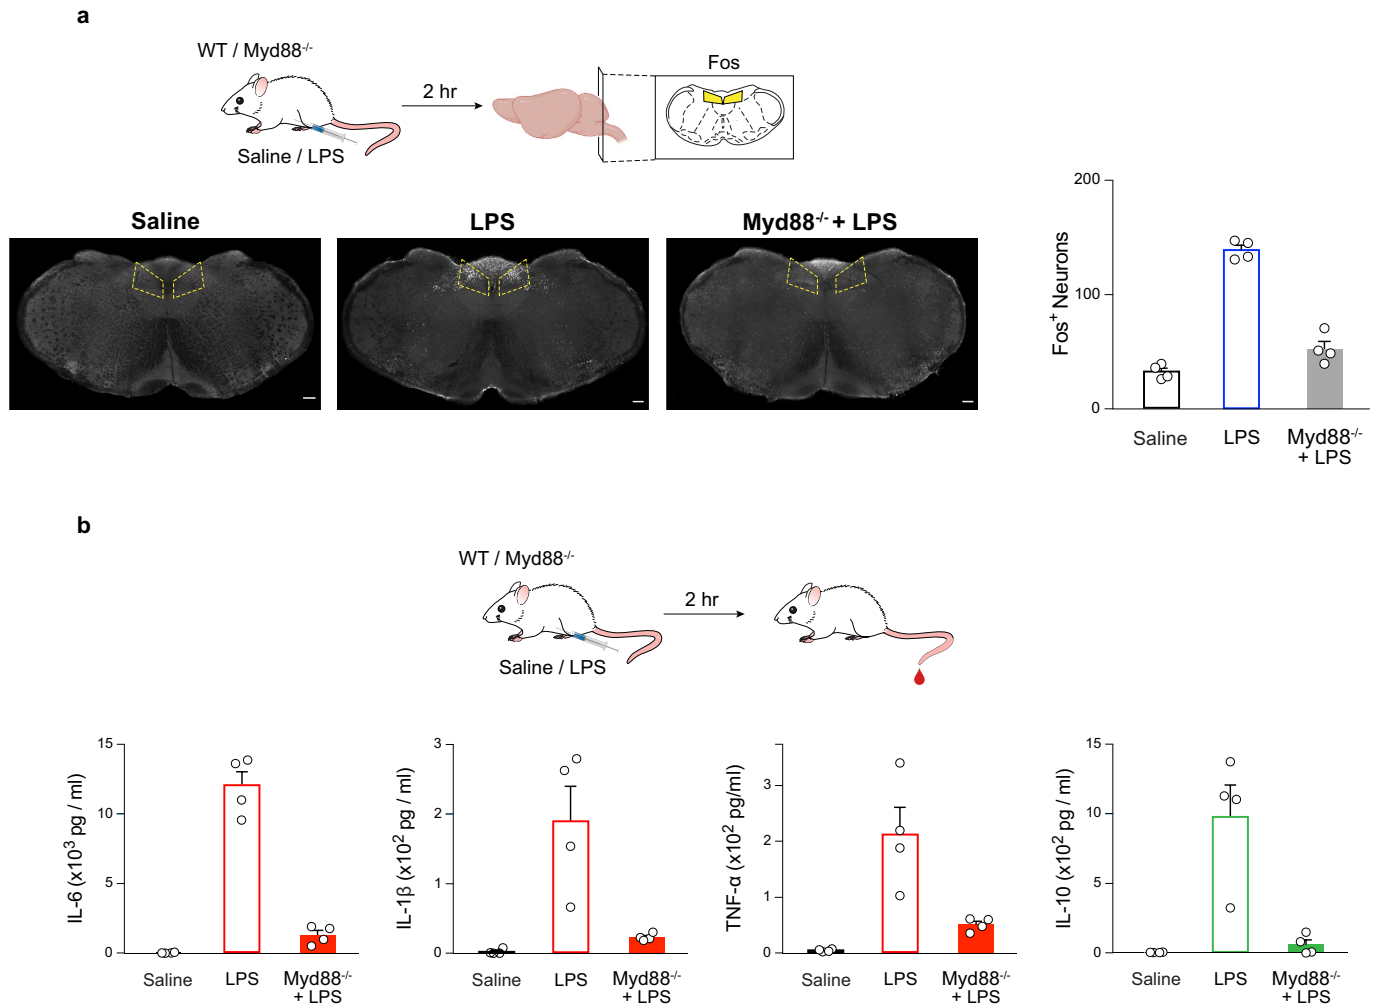 a
WT / Myd88-/-
2 hr
Saline / LPS
Fos
Saline
LPS
Myd88-/- + LPS
Fos+ Neurons
200
100
0
Saline
LPS
Myd88-/-
+ LPS
b
WT / Myd88-/-
2 hr
Saline / LPS
IL-6 (x10³ pg / ml)
15
10
5
0
Saline
LPS
Myd88-/-
+ LPS
IL-1β (x10² pg / ml)
3
2
1
0
Saline
LPS
Myd88-/-
+ LPS
TNF-α (x10² pg/ml)
3
2
1
0
Saline
LPS
Myd88-/-
+ LPS
IL-10 (x10² pg / ml)
15
10
5
0
Saline
LPS
Myd88-/-
+ LPS